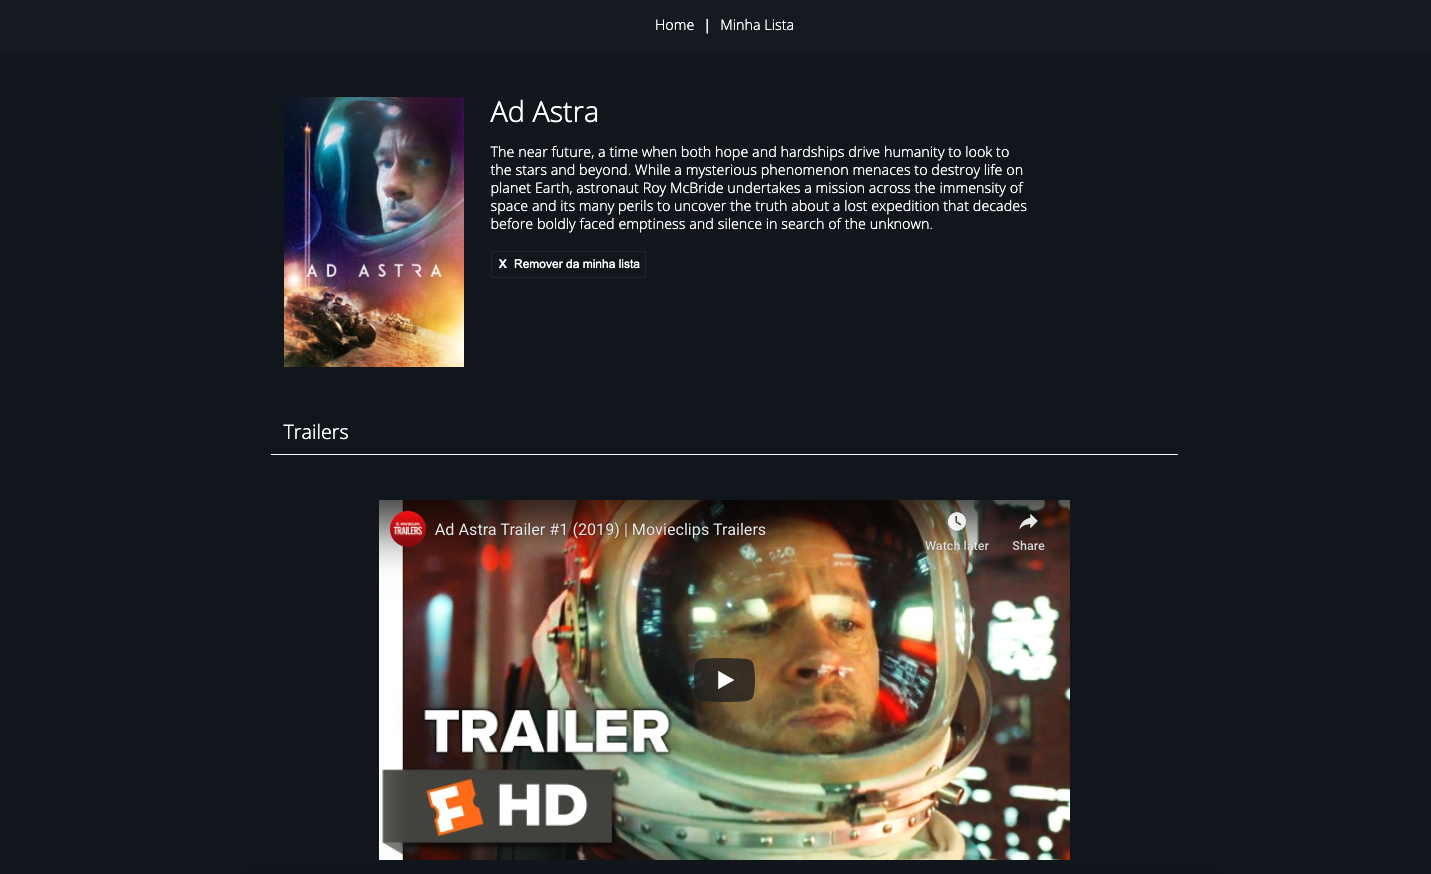 Home | Minha Lista
Ad Astra
The near future, a time when both hope and hardships drive humanity to look to
the stars and beyond. While a mysterious phenomenon menaces to destroy life on
planet Earth, astronaut Roy McBride undertakes a mission across the immensity of
space and its many perils to uncover the truth about a lost expedition that decades
before boldly faced emptiness and silence in search of the unknown.
X Remover da minha lista
AD ASTRA
Trailers
MOVIECLIPS
TRAILERS
Ad Astra Trailer #1 (2019) | Movieclips Trailers
Watch later
Share
TRAILER
F HD